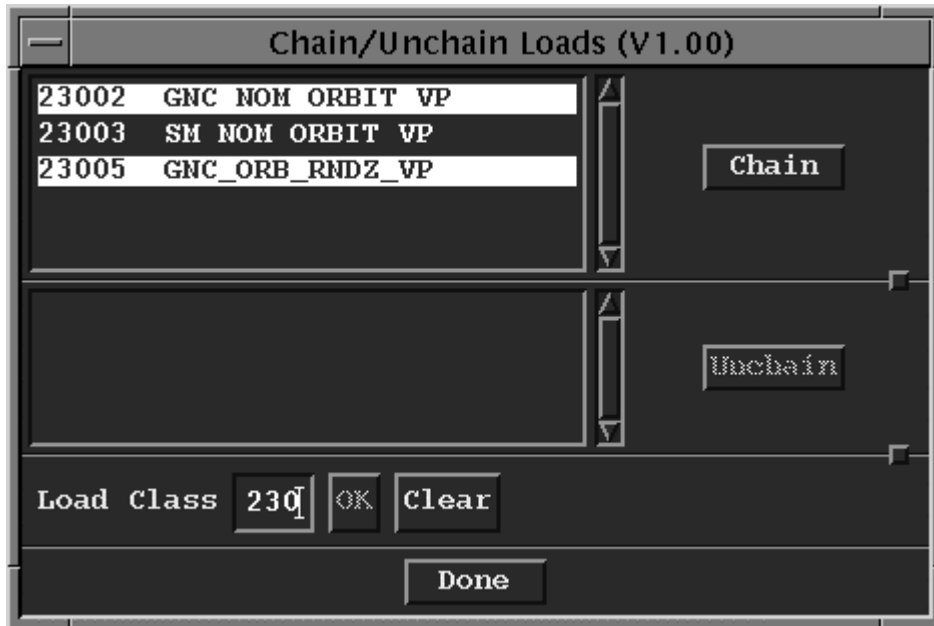 Chain/Unchain Loads (V1.00)
23002 GNC NOM ORBIT VP
23003 SM NOM ORBIT VP
23005 GNC_ORB_RNDZ_VP
Chain
Unchain
Load Class 230 OK Clear
Done